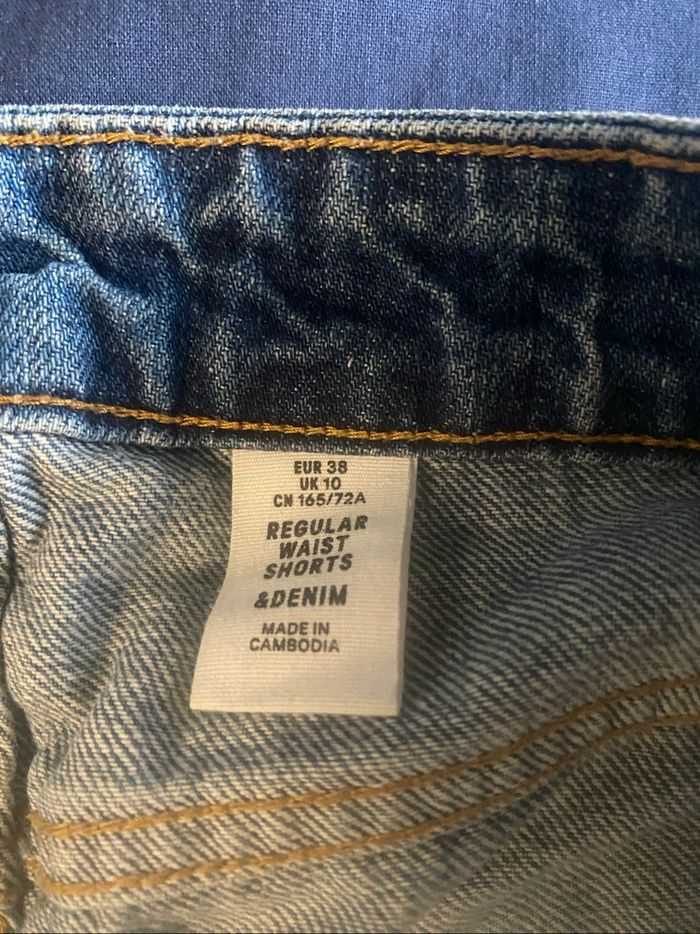 EUR 38
UK 10
CN 165/72A
REGULAR
WAIST
SHORTS
&DENIM
MADE IN
CAMBODIA